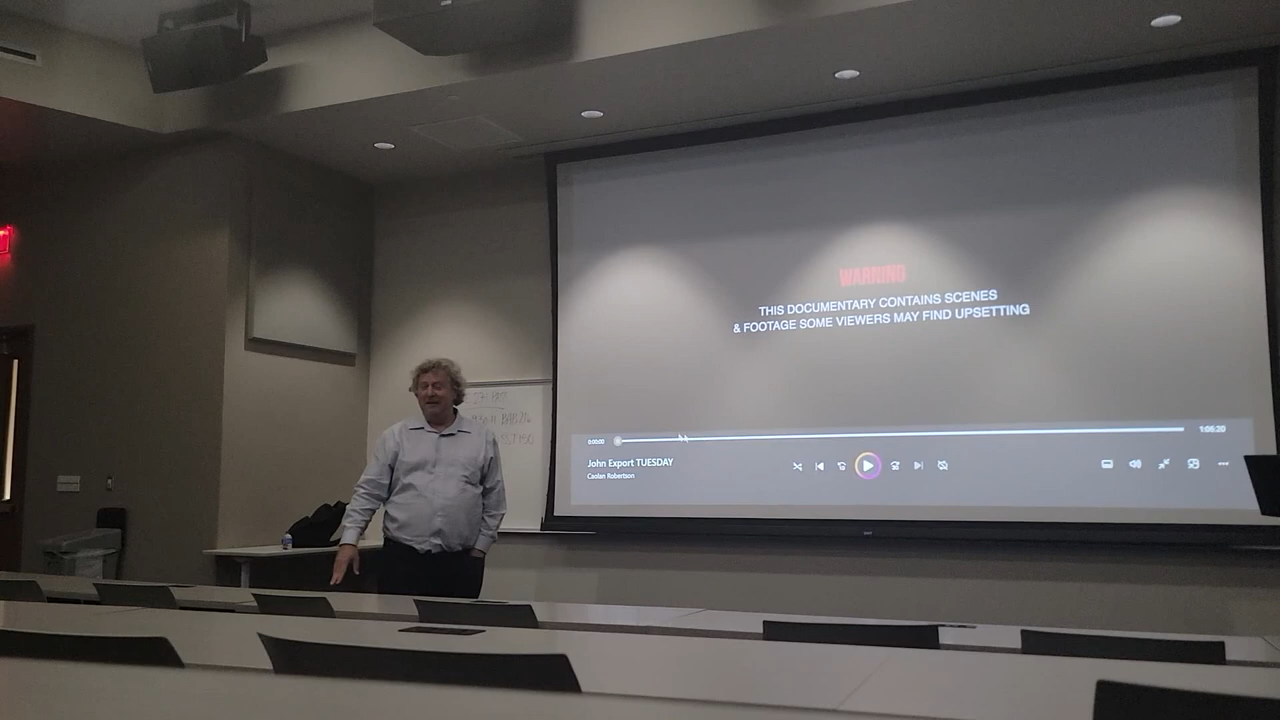 WARNING
THIS DOCUMENTARY CONTAINS SCENES
& FOOTAGE SOME VIEWERS MAY FIND UPSETTING
0:00:00
1:06:20
John Export TUESDAY
Caolan Robertson